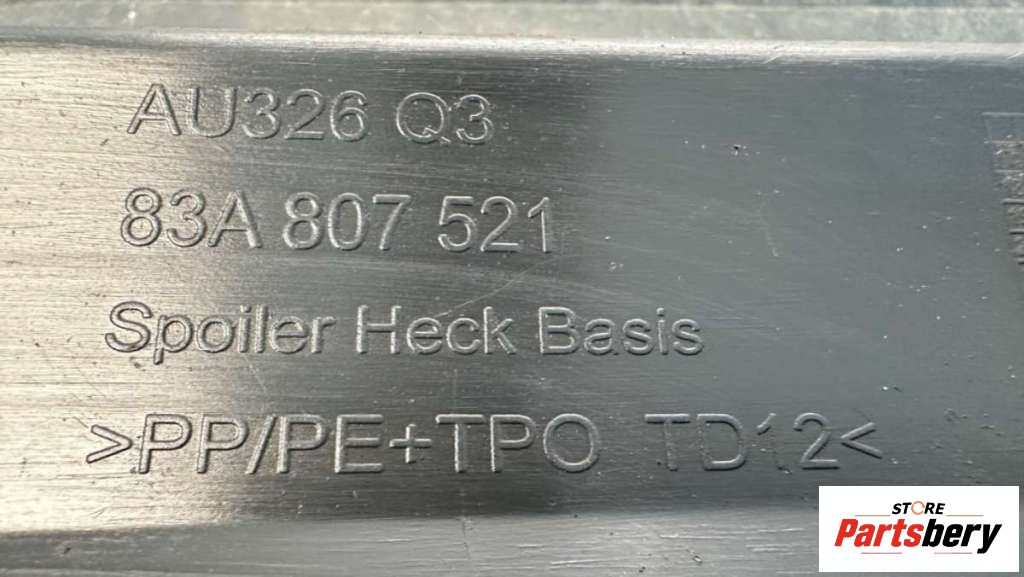 AU326 Q3
83A 807 521
Spoiler Heck Basis
>PP/PE+TPO TD12<
STORE
Partsbery